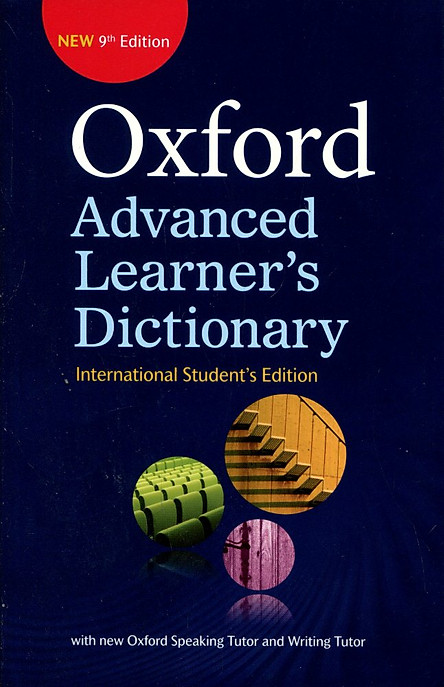 NEW 9th Edition
Oxford
Advanced
Learner's
Dictionary
International Student's Edition
with new Oxford Speaking Tutor and Writing Tutor